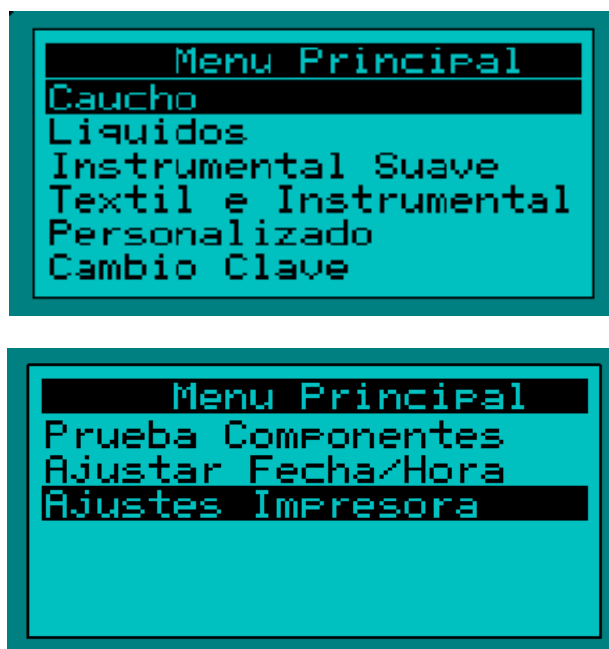 Menu Principal
Caucho
Liquidos
Instrumental Suave
Textil e Instrumental
Personalizado
Cambio Clave
Menu Principal
Prueba Componentes
Ajustar Fecha/Hora
Ajustes Impresora